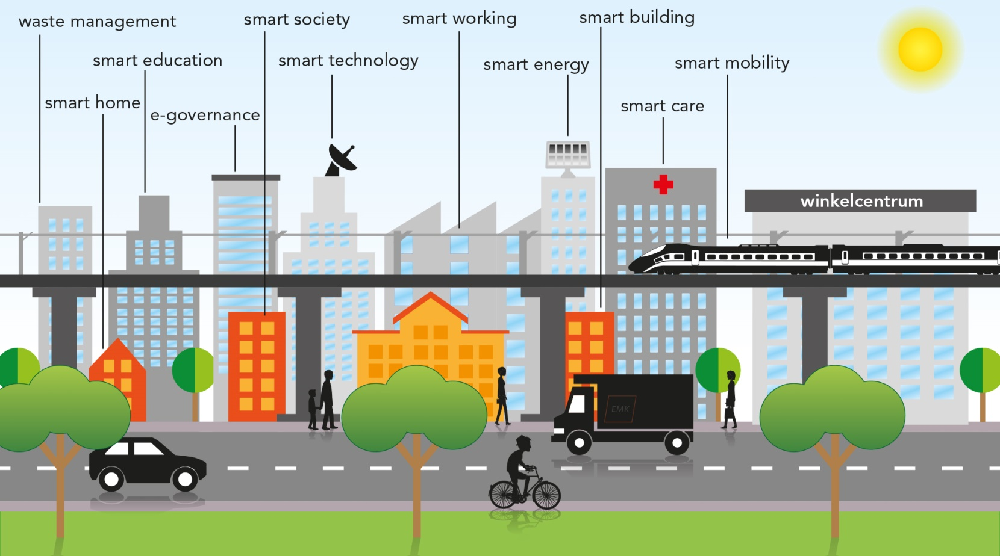 waste management
smart society
smart working
smart building
smart education
smart technology
smart energy
smart mobility
smart home
e-governance
smart care
winkelcentrum
EMK